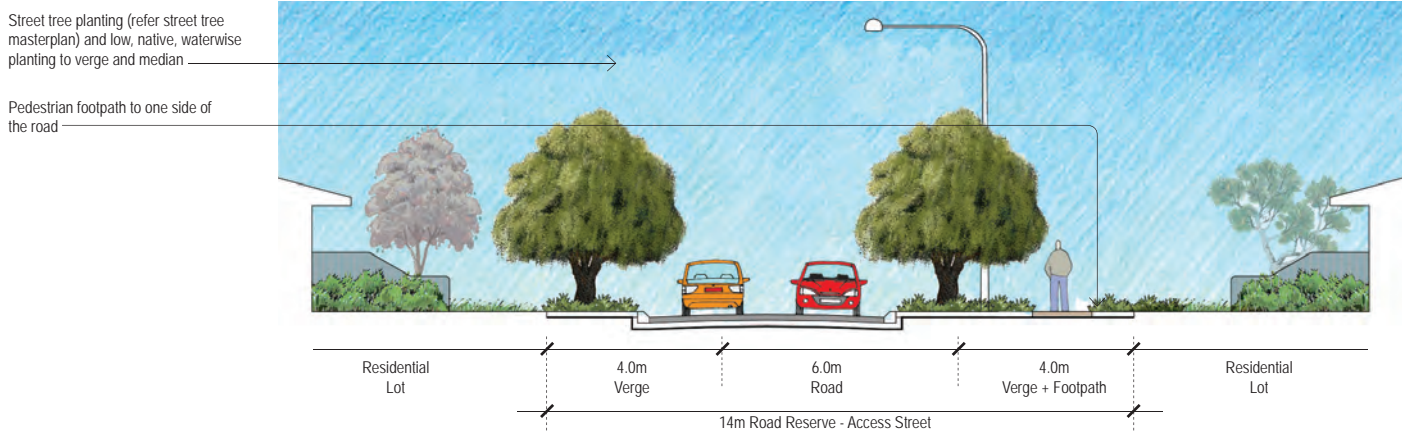 Street tree planting (refer street tree
masterplan) and low, native, waterwise
planting to verge and median
Pedestrian footpath to one side of
the road
Residential
Lot
4.0m
Verge
6.0m
Road
4.0m
Verge + Footpath
Residential
Lot
14m Road Reserve - Access Street